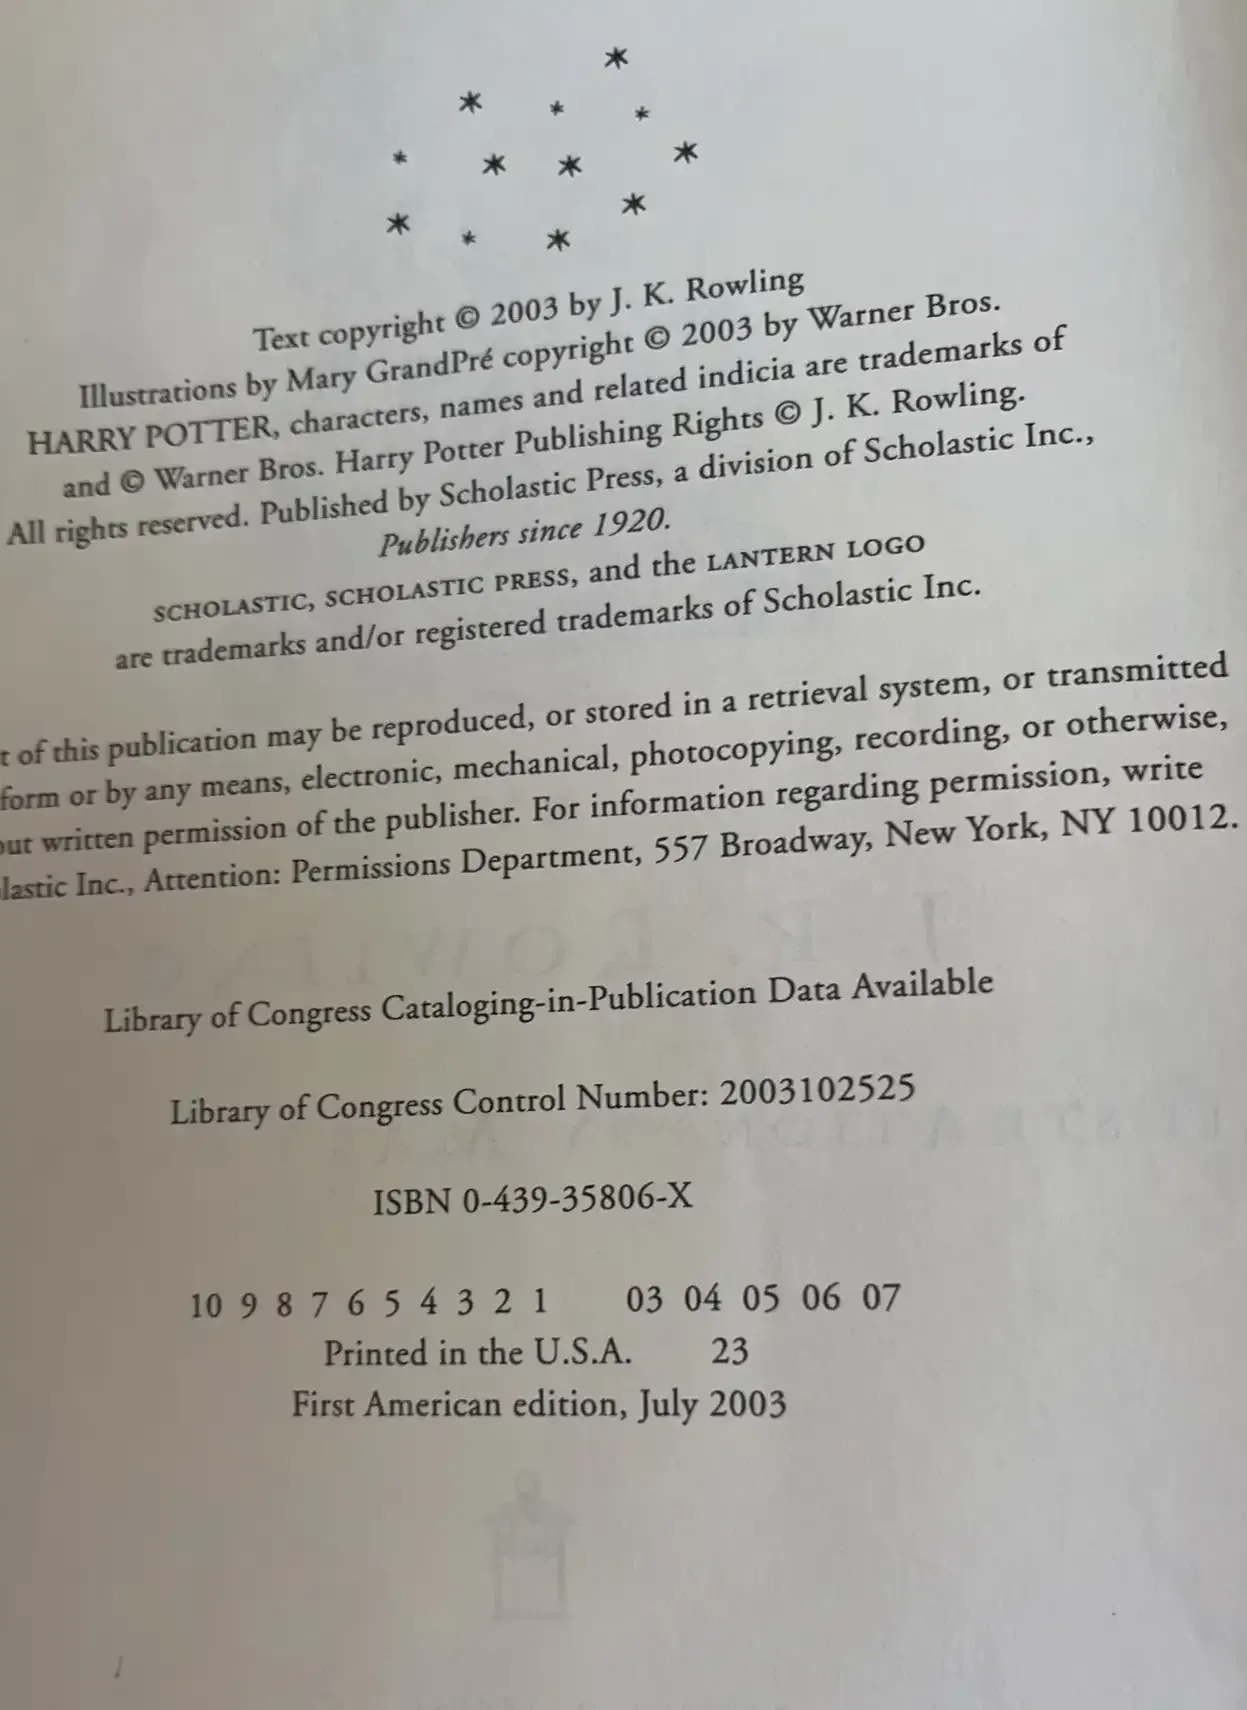 Text copyright © 2003 by J. K. Rowling
Illustrations by Mary GrandPré copyright © 2003 by Warner Bros.
HARRY POTTER, characters, names and related indicia are trademarks of
and © Warner Bros. Harry Potter Publishing Rights © J. K. Rowling.
All rights reserved. Published by Scholastic Press, a division of Scholastic Inc.,
Publishers since 1920.
SCHOLASTIC, SCHOLASTIC PRESS, and the LANTERN LOGO
are trademarks and/or registered trademarks of Scholastic Inc.
of this publication may be reproduced, or stored in a retrieval system, or transmitted
form or by any means, electronic, mechanical, photocopying, recording, or otherwise,
written permission of the publisher. For information regarding permission, write
Inc., Attention: Permissions Department, 557 Broadway, New York, NY 10012.
Library of Congress Cataloging-in-Publication Data Available
Library of Congress Control Number: 2003102525
ISBN 0-439-35806-X
10 9 8 7 6 5 4 3 2 1 03 04 05 06 07
Printed in the U.S.A. 23
First American edition, July 2003